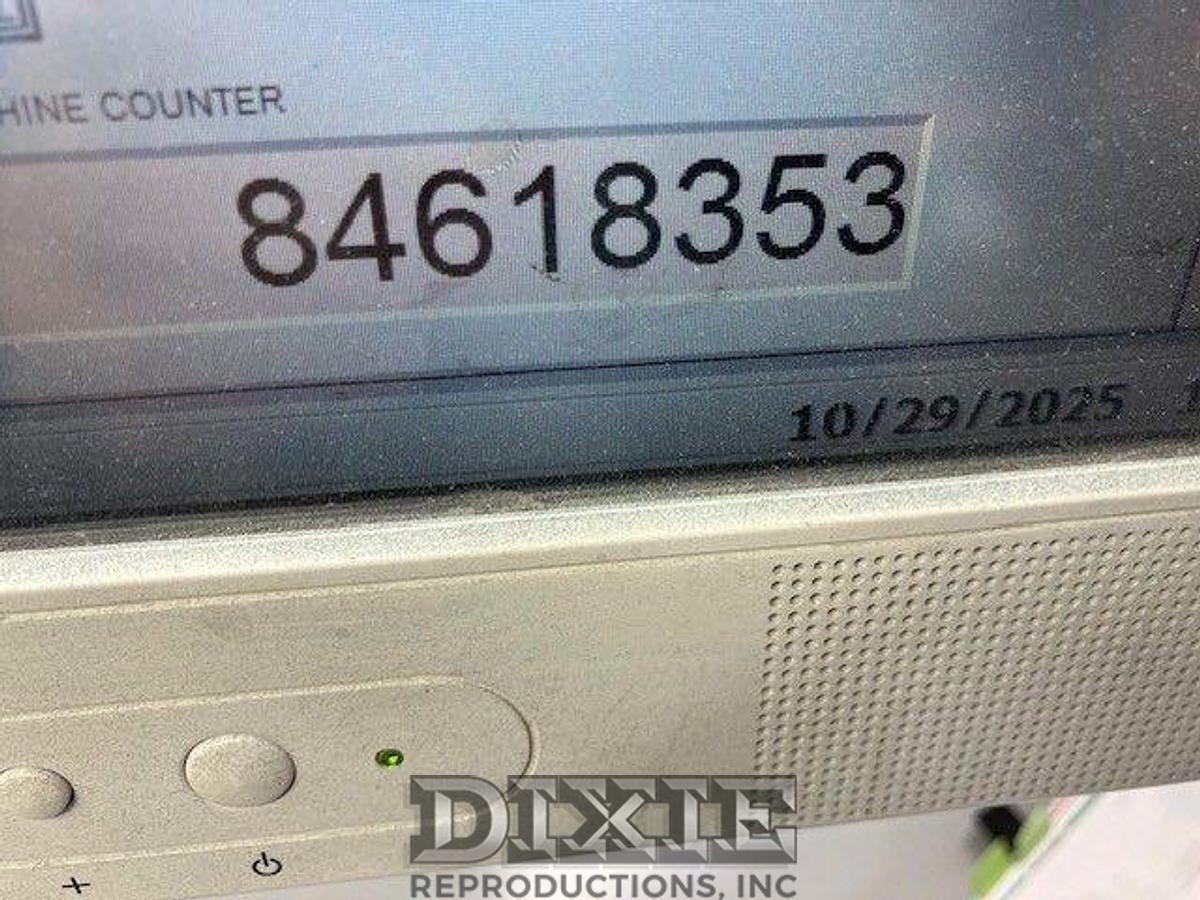 HINE COUNTER
84618353
10/29/2025
DIXIE
REPRODUCTIONS, INC